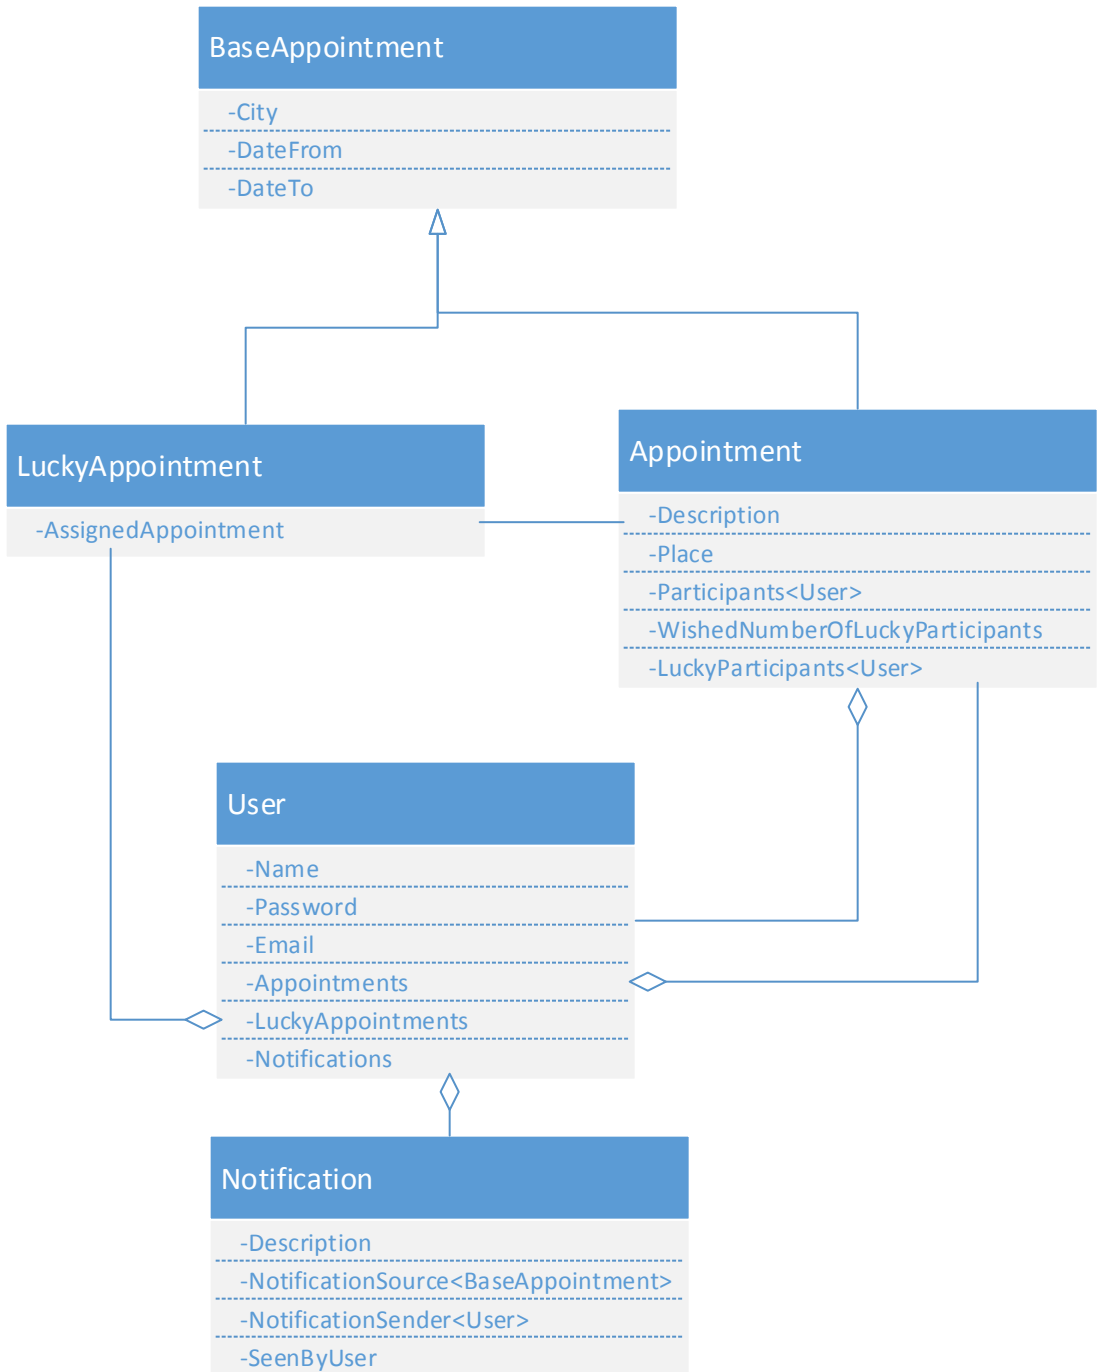 BaseAppointment
-City
-DateFrom
-DateTo
LuckyAppointment
-AssignedAppointment
Appointment
-Description
-Place
-Participants<User>
-WishedNumberOfLuckyParticipants
-LuckyParticipants<User>
User
-Name
-Password
-Email
-Appointments
-LuckyAppointments
-Notifications
Notification
-Description
-NotificationSource<BaseAppointment>
-NotificationSender<User>
-SeenByUser